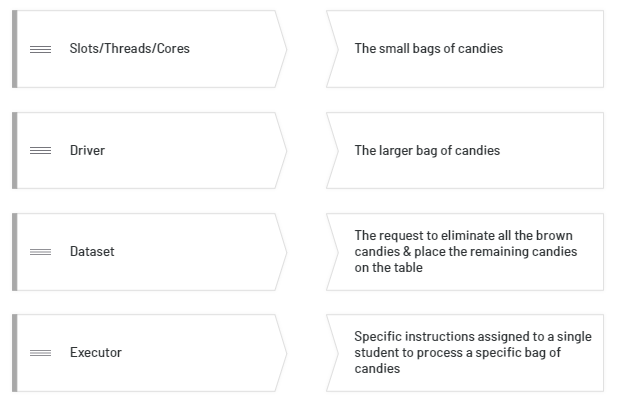 Slots/Threads/Cores
The small bags of candies
Driver
The larger bag of candies
Dataset
The request to eliminate all the brown
candies & place the remaining candies
on the table
Executor
Specific instructions assigned to a single
student to process a specific bag of
candies